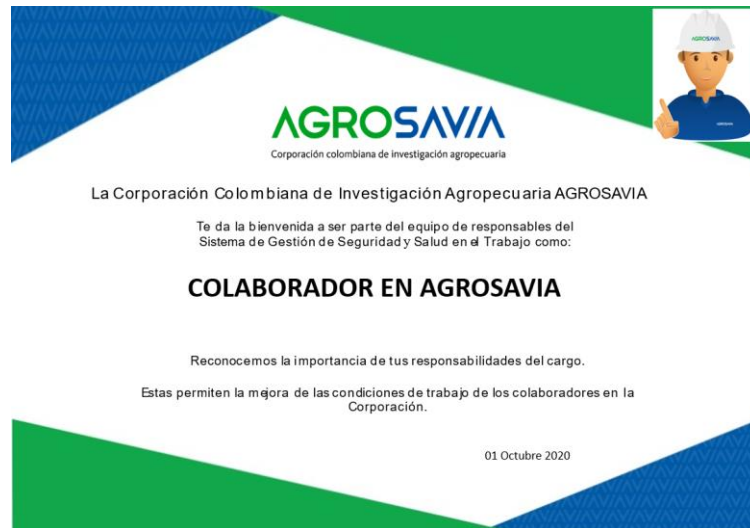 AGROSAVIA
AGROSAVIA
Corporación colombiana de investigación agropecuaria
La Corporación Colombiana de Investigación Agropecuaria AGROSAVIA
Te da la bienvenida a ser parte del equipo de responsables del
Sistema de Gestión de Seguridad y Salud en el Trabajo como:
COLABORADOR EN AGROSAVIA
Reconocemos la importancia de tus responsabilidades del cargo.
Estas permiten la mejora de las condiciones de trabajo de los colaboradores en la
Corporación.
01 Octubre 2020